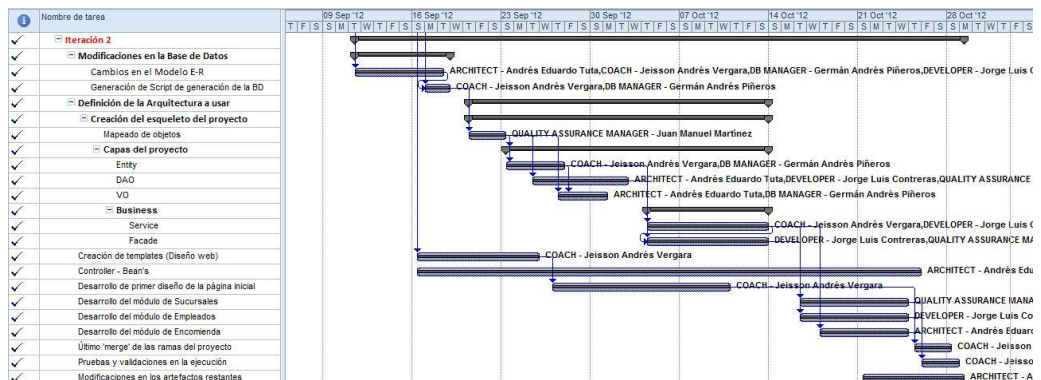 Nombre de tarea
09 Sep '12 16 Sep '12 23 Sep '12 30 Sep '12 07 Oct '12 14 Oct '12 21 Oct '12 28 Oct '12
T F S S M T W T F S S M T W T F S S M T W T F S S M T W T F S S M T W T F S S M T W T F S S M T W T F S S M T W T F S
Iteración 2
Modificaciones en la Base de Datos
Cambios en el Modelo E-R ARCHITECT - Andrés Eduardo Tuta,COACH - Jeisson Andrés Vergara,DB MANAGER - Germán Andrés Piñeros,DEVELOPER - Jorge Luis C
Generación de Script de generación de la BD COACH - Jeisson Andrés Vergara,DB MANAGER - Germán Andrés Piñeros
Definición de la Arquitectura a usar
Creación del esqueleto del proyecto
Mapeado de objetos QUALITY ASSURANCE MANAGER - Juan Manuel Martínez
Capas del proyecto
Entity COACH - Jeisson Andrés Vergara,DB MANAGER - Germán Andrés Piñeros
DAO ARCHITECT - Andrés Eduardo Tuta,DEVELOPER - Jorge Luis Contreras,QUALITY ASSURANCE
VO ARCHITECT - Andrés Eduardo Tuta,DB MANAGER - Germán Andrés Piñeros
Business
Service COACH - Jeisson Andrés Vergara,DEVELOPER - Jorge Luis C
Facade DEVELOPER - Jorge Luis Contreras,QUALITY ASSURANCE MA
Creación de templates (Diseño web) COACH - Jeisson Andrés Vergara
Controller - Bean's ARCHITECT - Andrés Edu
Desarrollo de primer diseño de la página inicial COACH - Jeisson Andrés Vergara
Desarrollo del módulo de Sucursales QUALITY ASSURANCE MANA
Desarrollo del módulo de Empleados DEVELOPER - Jorge Luis Co
Desarrollo del módulo de Encomienda ARCHITECT - Andrés Eduard
Último 'merge' de las ramas del proyecto COACH - Jeisson
Pruebas y validaciones en la ejecución COACH - Jeisso
Modificaciones en los artefactos restantes ARCHITECT - A